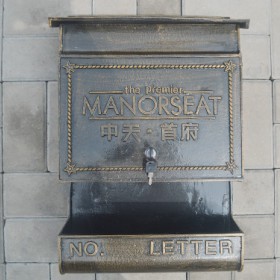 the premier
MANORSEAT
中天·首府
NO. LETTER